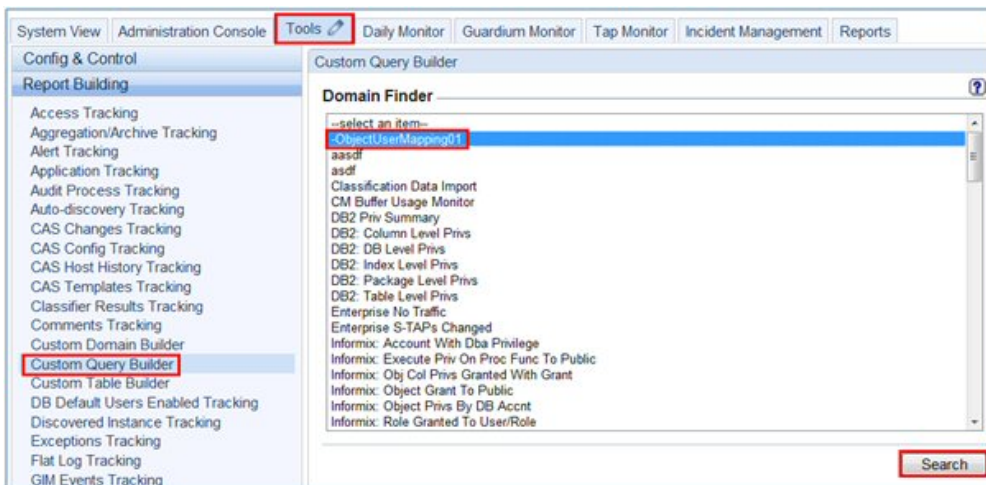 System View Administration Console Tools Daily Monitor Guardium Monitor Tap Monitor Incident Management Reports
Config & Control
Report Building
Access Tracking
Aggregation/Archive Tracking
Alert Tracking
Application Tracking
Audit Process Tracking
Auto-discovery Tracking
CAS Changes Tracking
CAS Config Tracking
CAS Host History Tracking
CAS Templates Tracking
Classifier Results Tracking
Comments Tracking
Custom Domain Builder
Custom Query Builder
Custom Table Builder
DB Default Users Enabled Tracking
Discovered Instance Tracking
Exceptions Tracking
Flat Log Tracking
GIM Events Tracking
Custom Query Builder
?
Domain Finder
--select an item--
-ObjectUserMapping01
aasdf
asdf
Classification Data Import
CM Buffer Usage Monitor
DB2 Priv Summary
DB2: Column Level Privs
DB2: DB Level Privs
DB2: Index Level Privs
DB2: Package Level Privs
DB2: Table Level Privs
Enterprise No Traffic
Enterprise S-TAPs Changed
Informix: Account With Dba Privilege
Informix: Execute Priv On Proc Func To Public
Informix: Obj Col Privs Granted With Grant
Informix: Object Grant To Public
Informix: Object Privs By DB Accnt
Informix: Role Granted To User/Role
Search